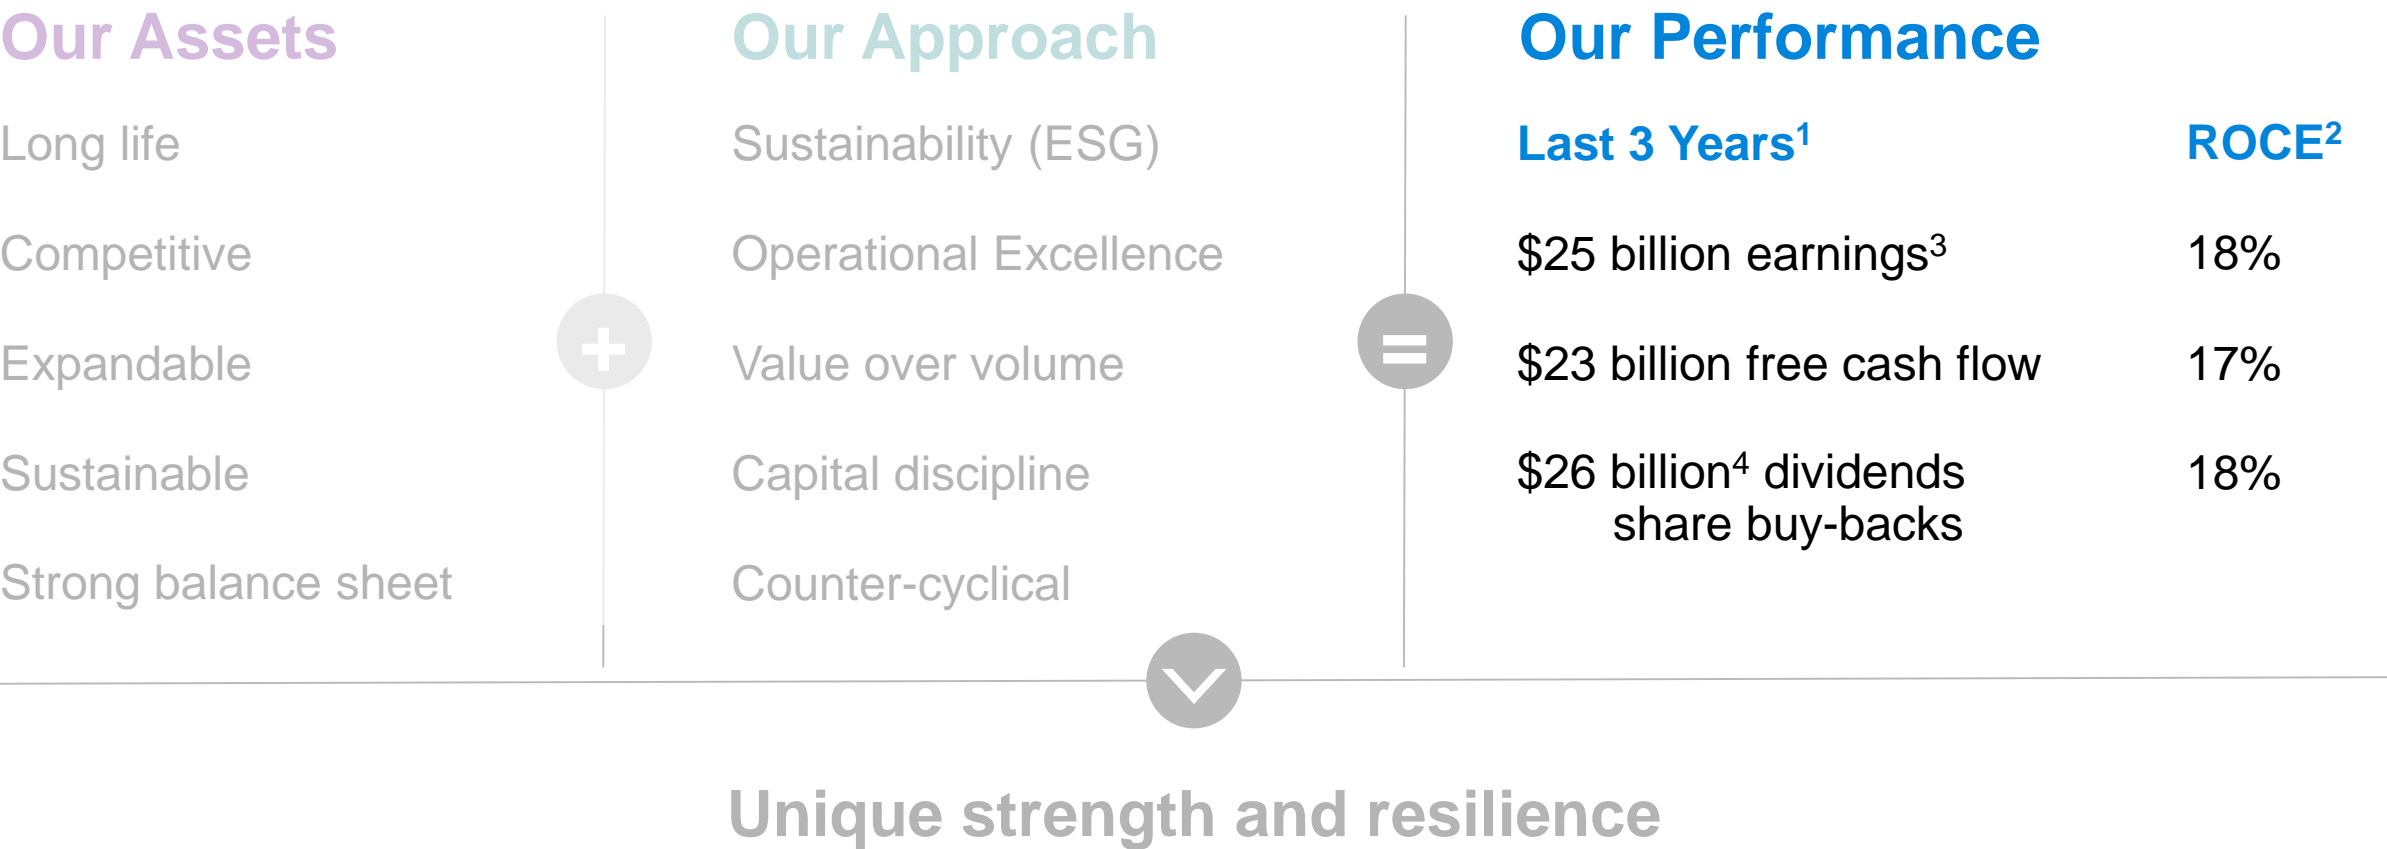 Our Assets
Long life
Competitive
Expandable
Sustainable
Strong balance sheet
+
Our Approach
Sustainability (ESG)
Operational Excellence
Value over volume
Capital discipline
Counter-cyclical
=
Our Performance
Last 3 Years¹ ROCE²
$25 billion earnings³ 18%
$23 billion free cash flow 17%
$26 billion⁴ dividends 18%
share buy-backs
Unique strength and resilience